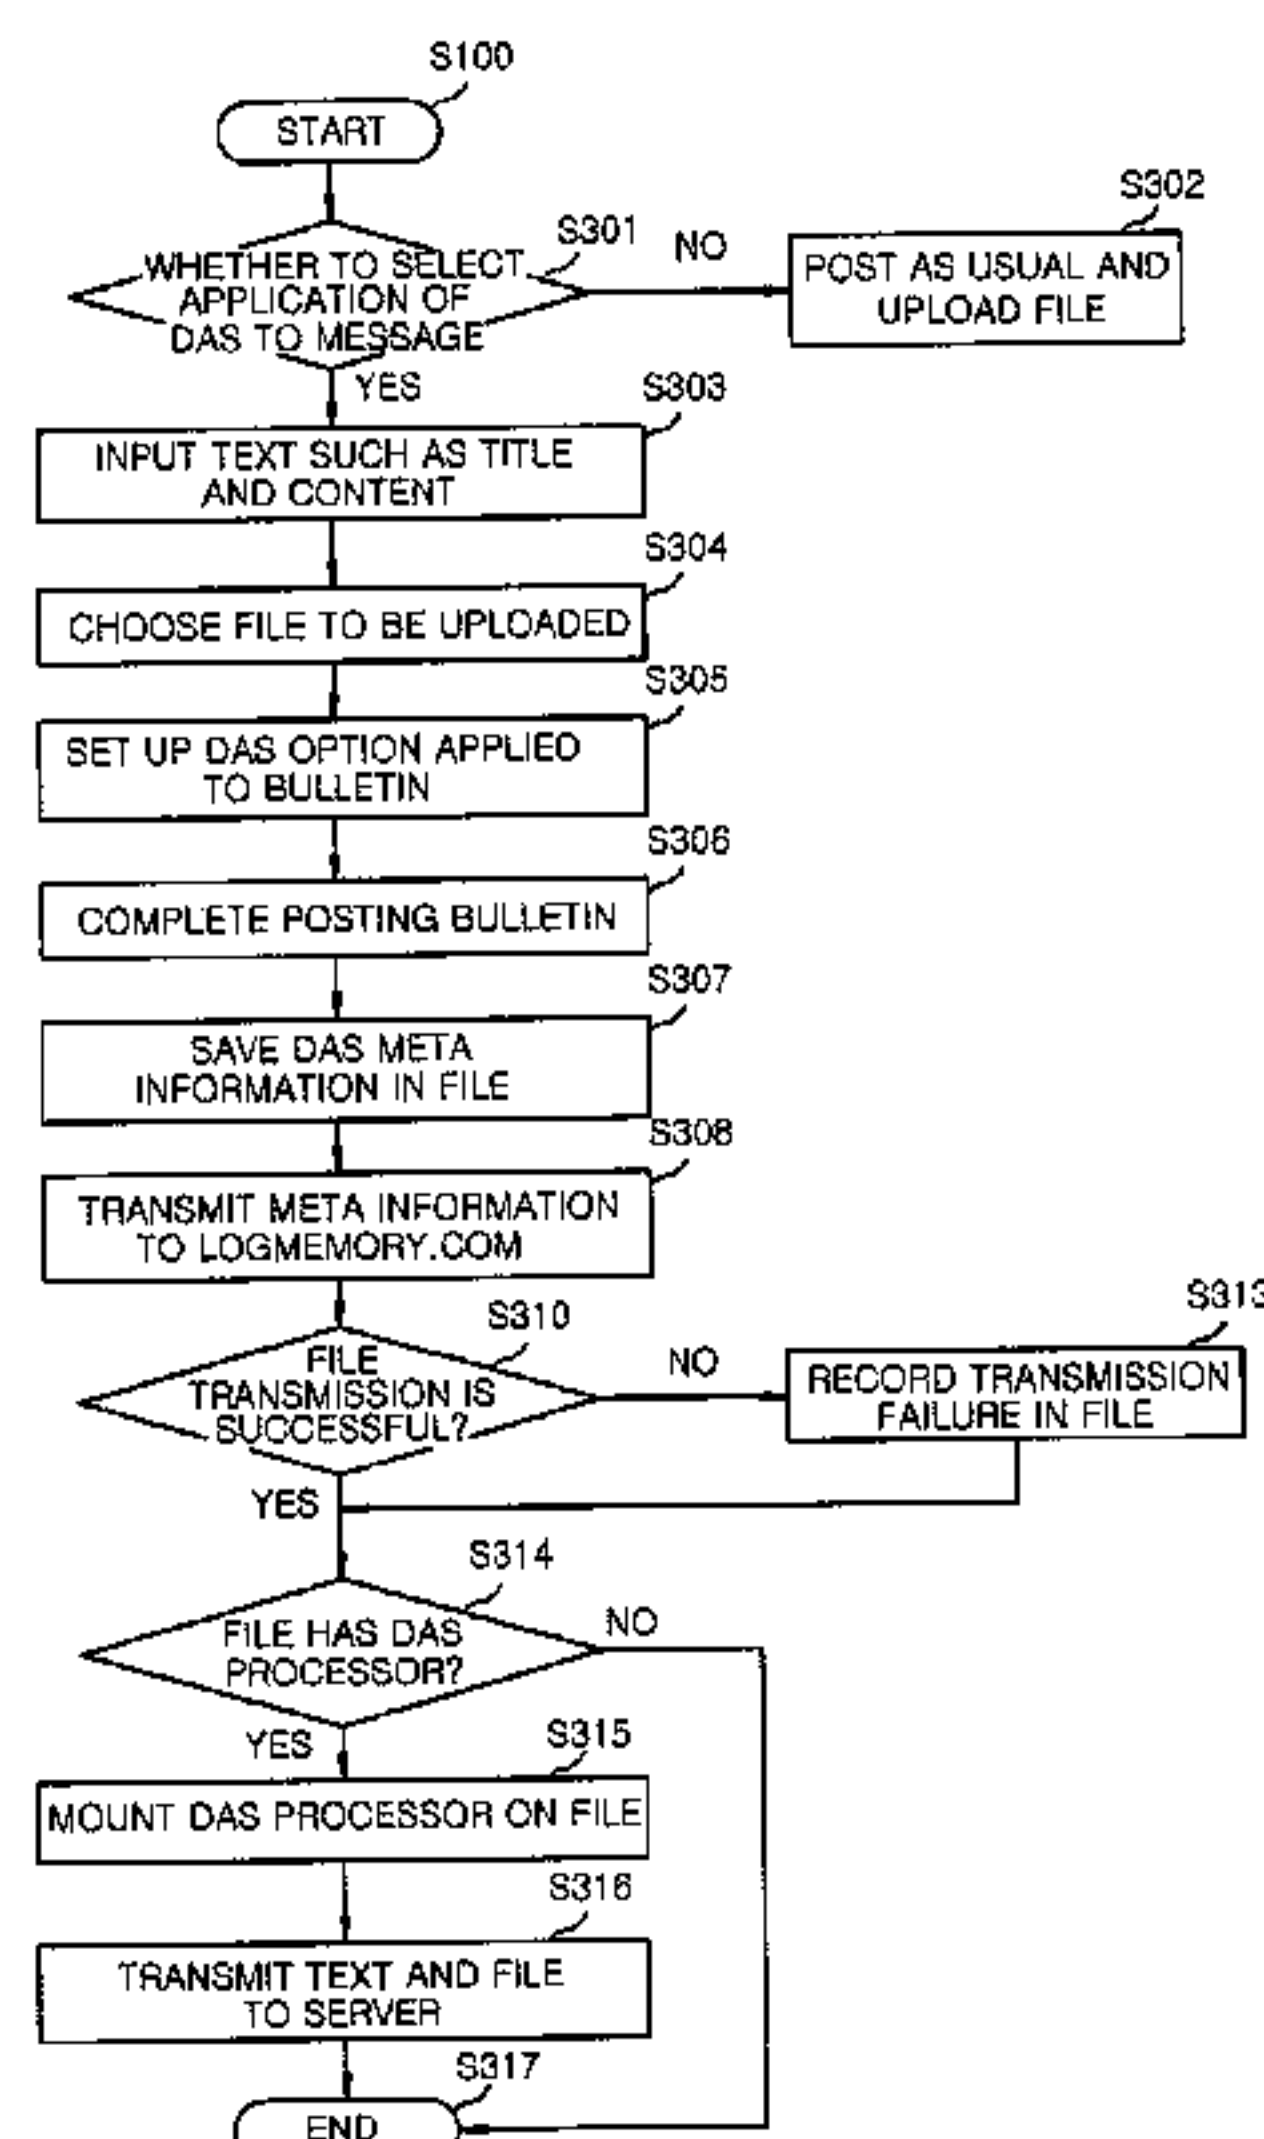 S100
START
S301
NO
S302
WHETHER TO SELECT
APPLICATION OF
DAS TO MESSAGE
POST AS USUAL AND
UPLOAD FILE
YES
S303
INPUT TEXT SUCH AS TITLE
AND CONTENT
S304
CHOOSE FILE TO BE UPLOADED
S305
SET UP DAS OPTION APPLIED
TO BULLETIN
S306
COMPLETE POSTING BULLETIN
S307
SAVE DAS META
INFORMATION IN FILE
S308
TRANSMIT META INFORMATION
TO LOGMEMORY.COM
S310
NO
S313
FILE
TRANSMISSION IS
SUCCESSFUL?
RECORD TRANSMISSION
FAILURE IN FILE
YES
S314
FILE HAS DAS
PROCESSOR?
NO
YES
S315
MOUNT DAS PROCESSOR ON FILE
S316
TRANSMIT TEXT AND FILE
TO SERVER
S317
END